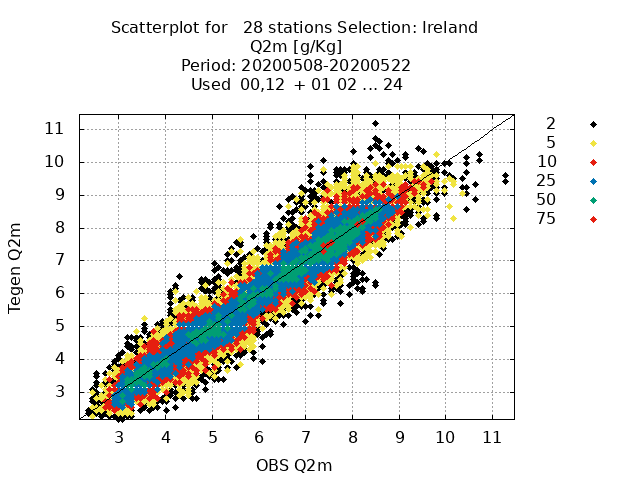 Scatterplot for   28 stations Selection: Ireland
Q2m [g/Kg]
Period: 20200508-20200522
Used  00,12  + 01 02 ... 24
2
5
10
25
50
75
11
10
9
8
7
6
5
4
3
Tegen Q2m
3 4 5 6 7 8 9 10 11
OBS Q2m